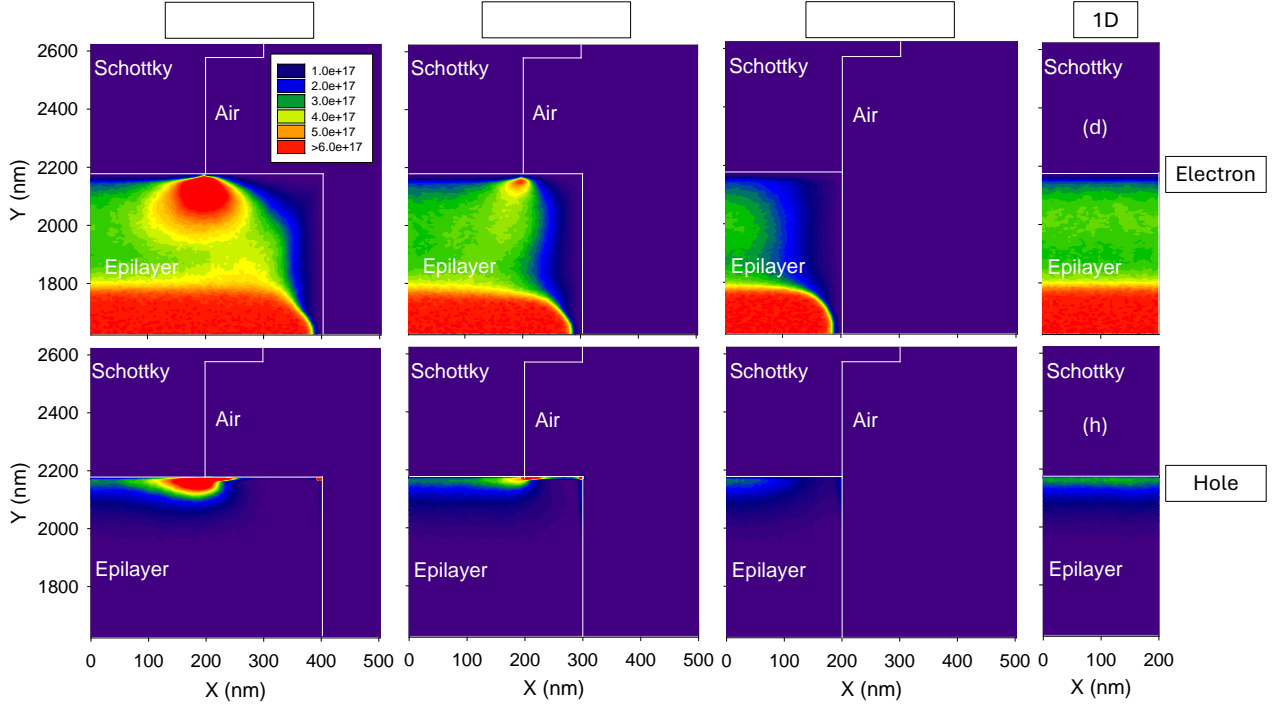 1D
2600
2400
2200
2000
1800
Y (nm)
Schottky
Air
Epilayer
1.0e+17
2.0e+17
3.0e+17
4.0e+17
5.0e+17
>6.0e+17
Schottky
Air
Epilayer
Schottky
Air
Epilayer
Schottky
(d)
Epilayer
Electron
2600
2400
2200
2000
1800
Y (nm)
Schottky
Air
Epilayer
Schottky
Air
Epilayer
Schottky
Air
Epilayer
Schottky
(h)
Epilayer
Hole
0 100 200 300 400 500
0 100 200 300 400 500
0 100 200 300 400 500
0 100 200
X (nm)
X (nm)
X (nm)
X (nm)